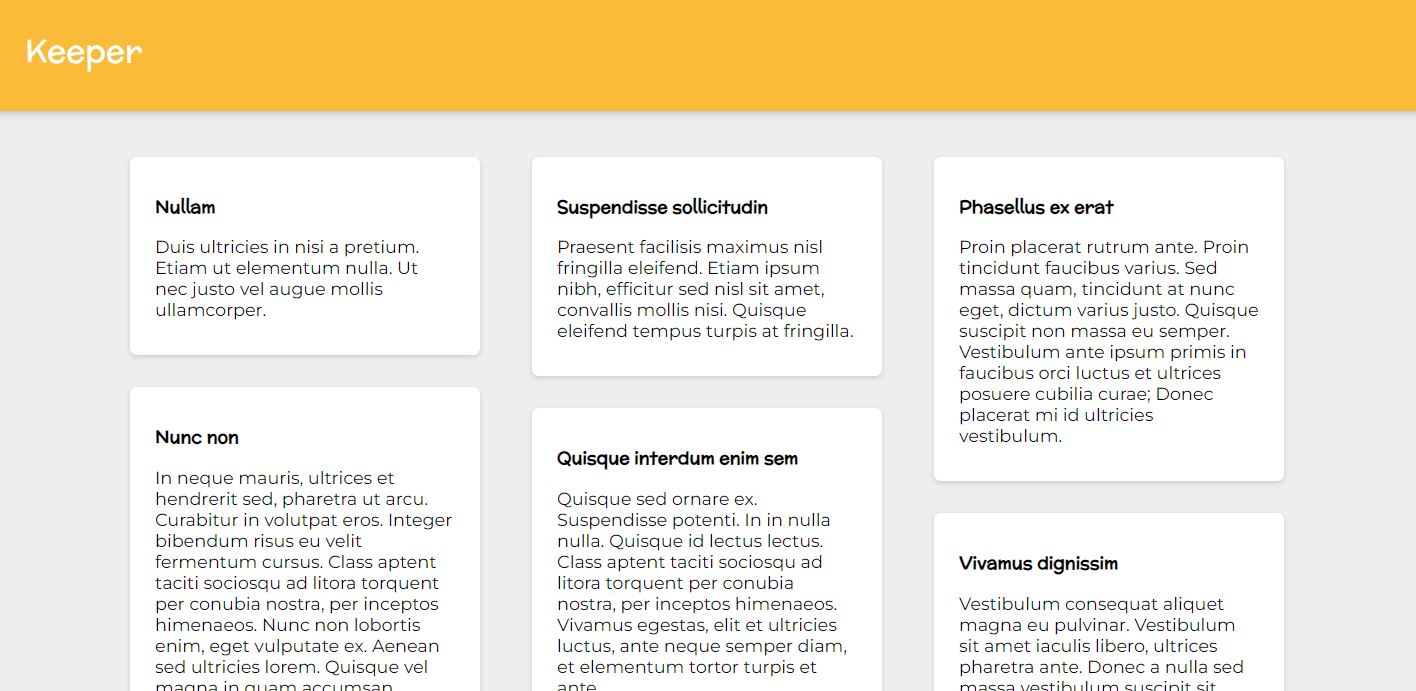 Keeper
Nullam
Duis ultricies in nisi a pretium.
Etiam ut elementum nulla. Ut
nec justo vel augue mollis
ullamcorper.
Nunc non
In neque mauris, ultrices et
hendrerit sed, pharetra ut arcu.
Curabitur in volutpat eros. Integer
bibendum risus eu velit
fermentum cursus. Class aptent
taciti sociosqu ad litora torquent
per conubia nostra, per inceptos
himenaeos. Nunc non lobortis
enim, eget vulputate ex. Aenean
sed ultricies lorem. Quisque vel
magna in quam accumsan
Suspendisse sollicitudin
Praesent facilisis maximus nisl
fringilla eleifend. Etiam ipsum
nibh, efficitur sed nisl sit amet,
convallis mollis nisi. Quisque
eleifend tempus turpis at fringilla.
Quisque interdum enim sem
Quisque sed ornare ex.
Suspendisse potenti. In in nulla
nulla. Quisque id lectus lectus.
Class aptent taciti sociosqu ad
litora torquent per conubia
nostra, per inceptos himenaeos.
Vivamus egestas, elit et ultricies
luctus, ante neque semper diam,
et elementum tortor turpis et
ante
Phasellus ex erat
Proin placerat rutrum ante. Proin
tincidunt faucibus varius. Sed
massa quam, tincidunt at nunc
eget, dictum varius justo. Quisque
suscipit non massa eu semper.
Vestibulum ante ipsum primis in
faucibus orci luctus et ultrices
posuere cubilia curae; Donec
placerat mi id ultricies
vestibulum.
Vivamus dignissim
Vestibulum consequat aliquet
magna eu pulvinar. Vestibulum
sit amet iaculis libero, ultrices
pharetra ante. Donec a nulla sed
massa vestibulum suscipit sit